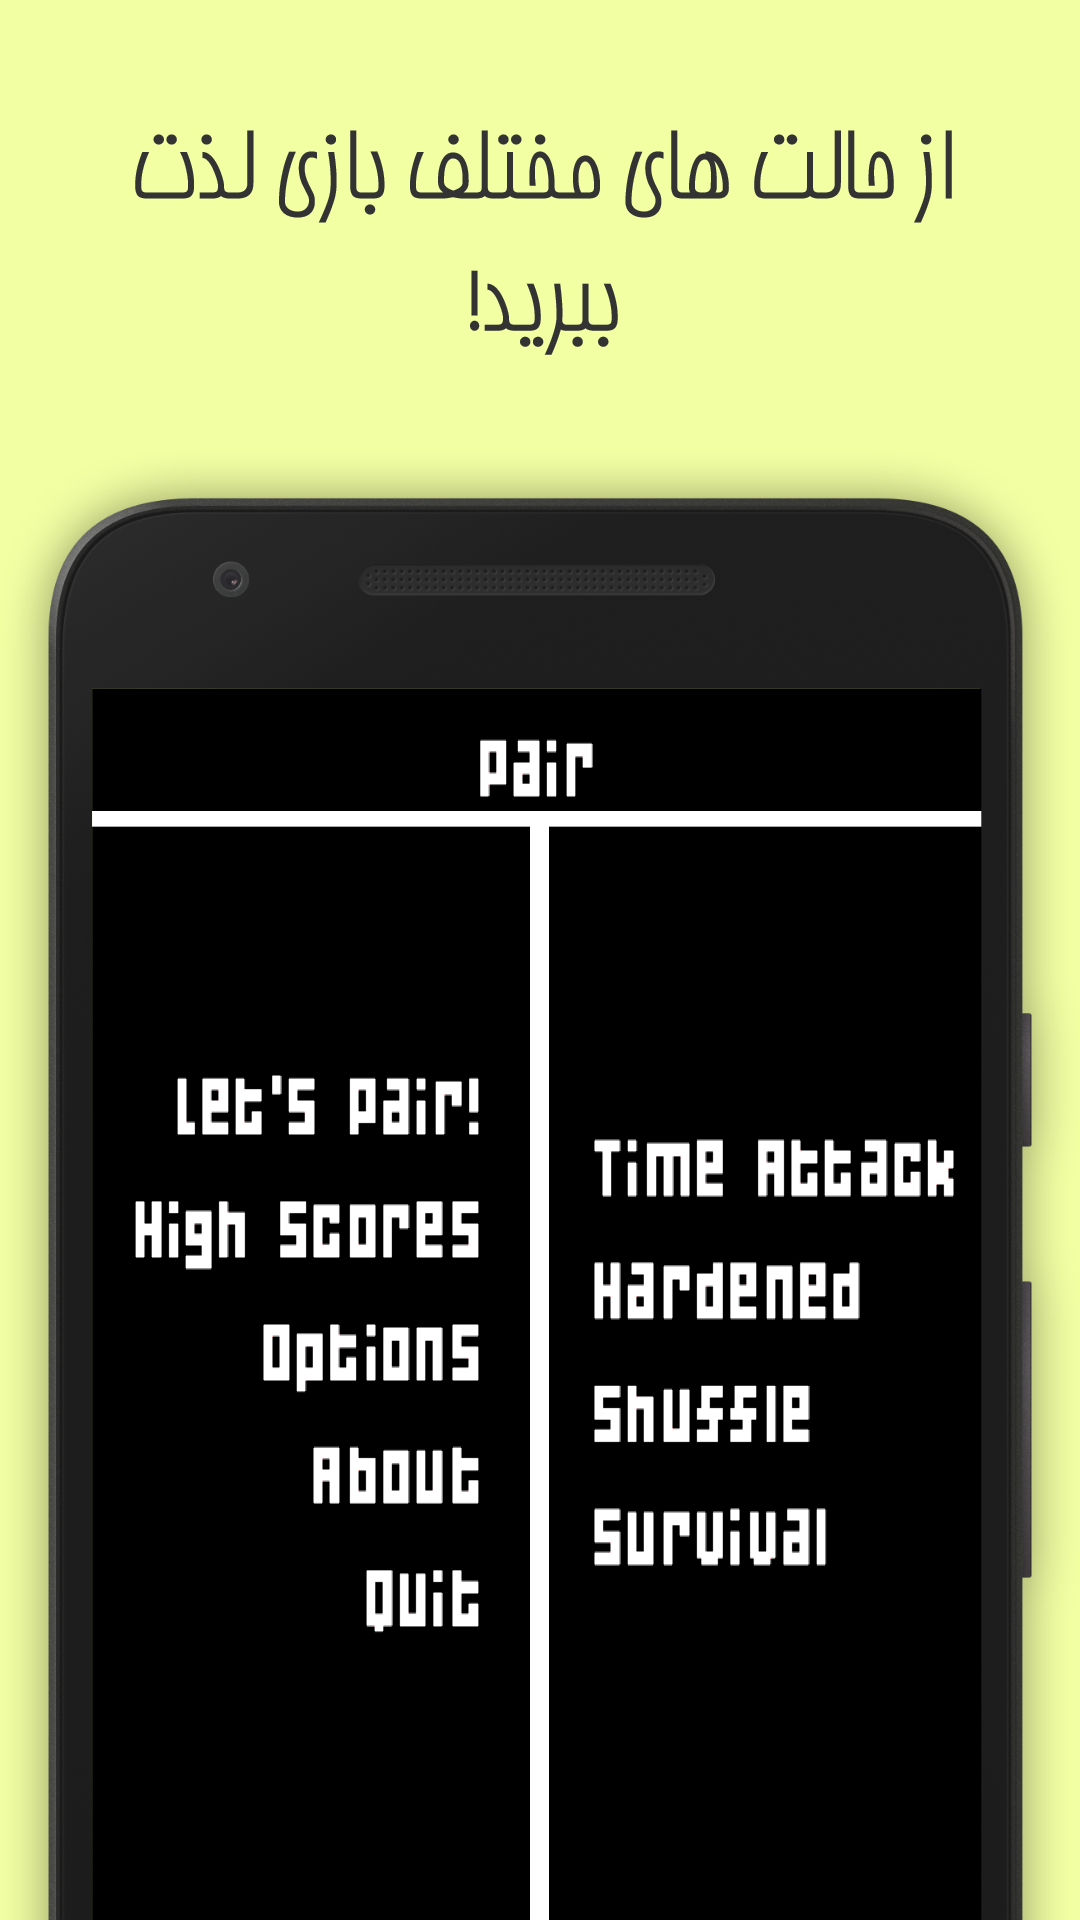 از حالت های مختلف بازی لذت
ببرید!
Pair
Let's Pair!
High Scores
Options
About
Quit
Time Attack
Hardened
Shuffle
Survival